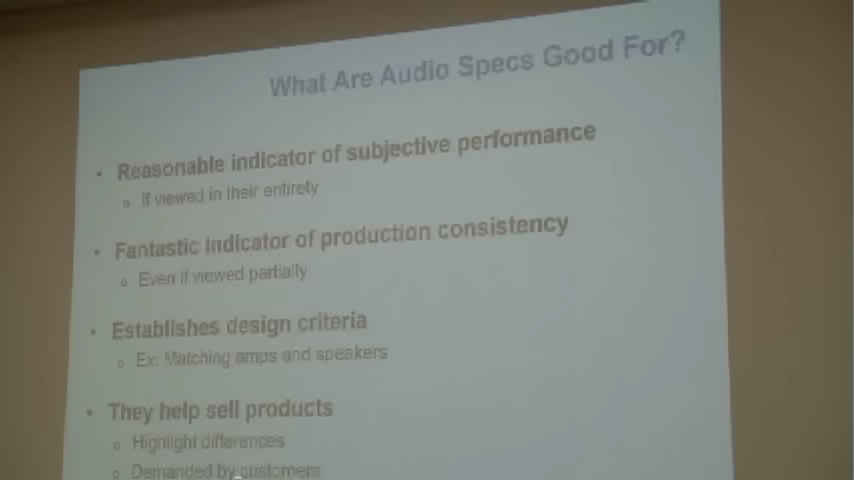 What Are Audio Specs Good For?
• Reasonable indicator of subjective performance
o If viewed in their entirety
• Fantastic indicator of production consistency
o Even if viewed partially
• Establishes design criteria
o Ex: Matching amps and speakers
• They help sell products
o Highlight differences
o Demanded by customers